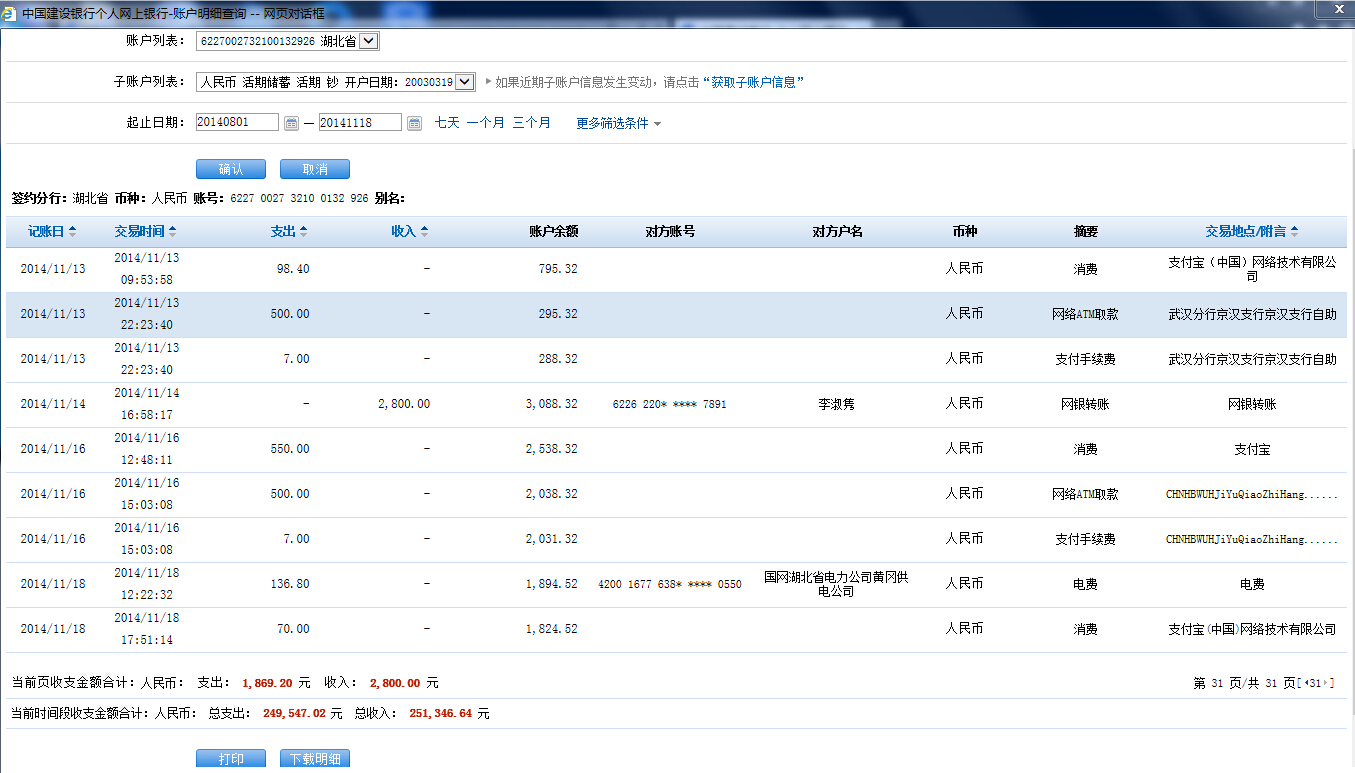 中国建设银行个人网上银行-账户明细查询 -- 网页对话框
账户列表： 6227002732100132926 湖北省
子账户列表： 人民币 活期储蓄 活期 钞 开户日期：20030319 如果近期子账户信息发生变动，请点击“获取子账户信息”
起止日期： 20140801 — 20141118 七天 一个月 三个月 更多筛选条件
确认 取消
签约分行：湖北省 币种：人民币 账号：6227 0027 3210 0132 926 别名：
记账日 交易时间 支出 收入 账户余额 对方账号 对方户名 币种 摘要 交易地点/附言
2014/11/13 2014/11/13 09:53:58 98.40 - 795.32 人民币 消费 支付宝（中国）网络技术有限公司
2014/11/13 2014/11/13 22:23:40 500.00 - 295.32 人民币 网络ATM取款 武汉分行京汉支行京汉支行自助
2014/11/13 2014/11/13 22:23:40 7.00 - 288.32 人民币 支付手续费 武汉分行京汉支行京汉支行自助
2014/11/14 2014/11/14 16:58:17 - 2,800.00 3,088.32 6226 220* **** 7891 李淑隽 人民币 网银转账 网银转账
2014/11/16 2014/11/16 12:48:11 550.00 - 2,538.32 人民币 消费 支付宝
2014/11/16 2014/11/16 15:03:08 500.00 - 2,038.32 人民币 网络ATM取款 CHNHBWUHJiYuQiaoZhiHang......
2014/11/16 2014/11/16 15:03:08 7.00 - 2,031.32 人民币 支付手续费 CHNHBWUHJiYuQiaoZhiHang......
2014/11/18 2014/11/18 12:22:32 136.80 - 1,894.52 4200 1677 638* **** 0550 国网湖北省电力公司黄冈供电公司 人民币 电费 电费
2014/11/18 2014/11/18 17:51:14 70.00 - 1,824.52 人民币 消费 支付宝(中国)网络技术有限公司
当前页收支金额合计：人民币： 支出： 1,869.20 元 收入： 2,800.00 元 第 31 页/共 31 页[31]
当前时间段收支金额合计：人民币： 总支出： 249,547.02 元 总收入： 251,346.64 元
打印 下载明细